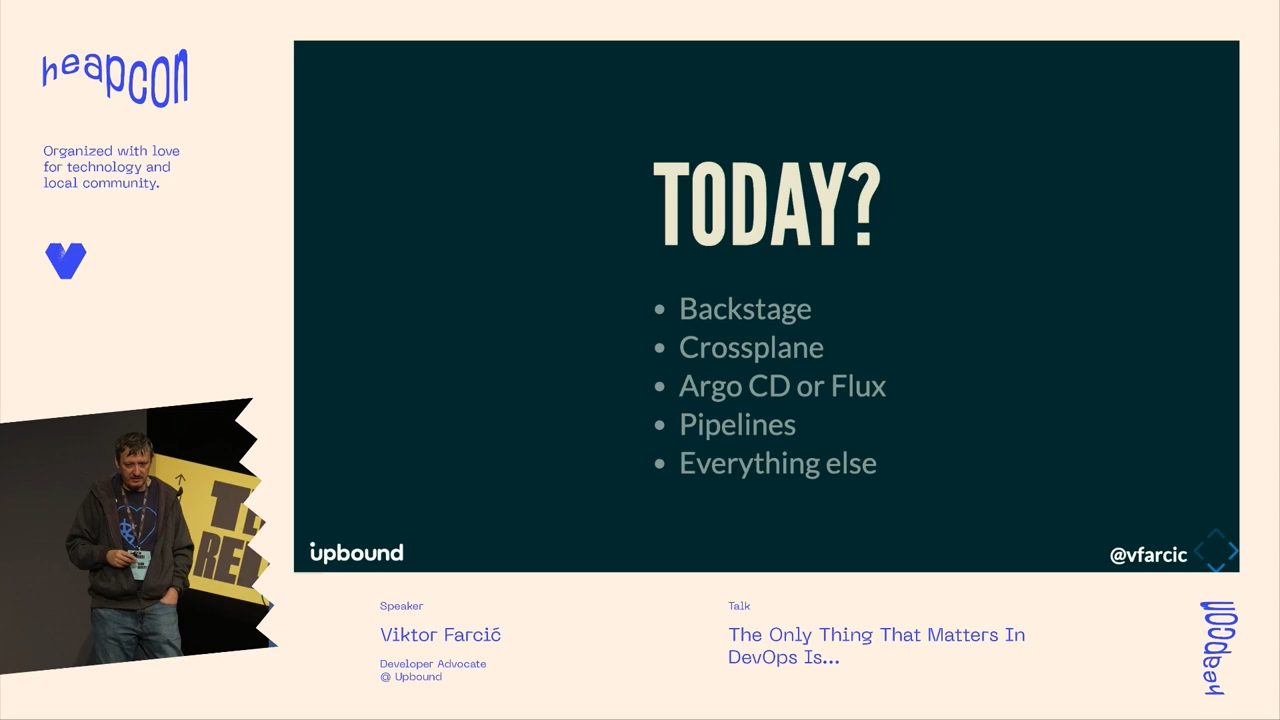 heapcon
Organized with love
for technology and
local community.
TODAY?
Backstage
Crossplane
Argo CD or Flux
Pipelines
Everything else
upbound
@vfarcic
Speaker
Viktor Farcić
Developer Advocate
@ Upbound
Talk
The Only Thing That Matters In
DevOps Is...
heapcon